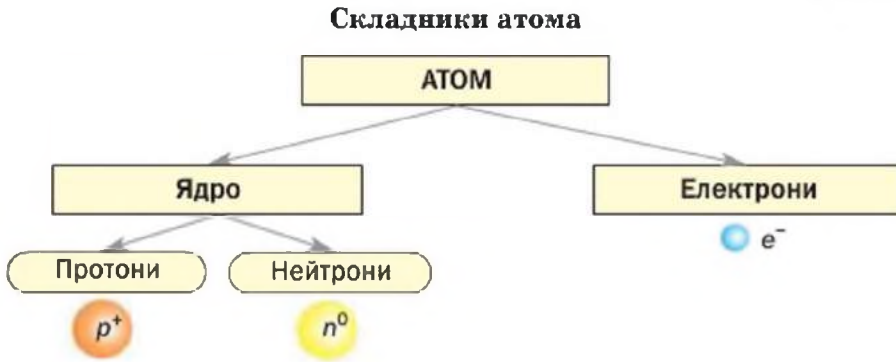 Складники атома
АТОМ
Ядро
Електрони
e⁻
Протони
Нейтрони
p⁺
n⁰